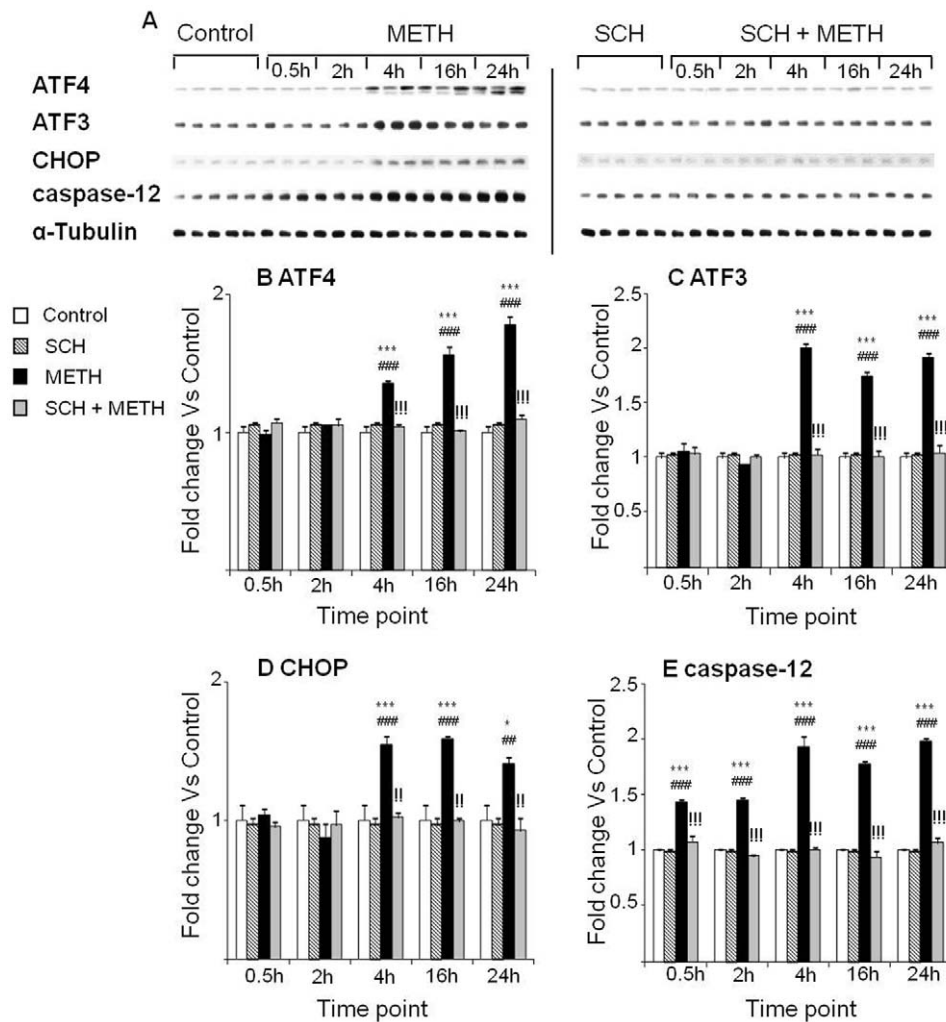 A
Control METH SCH SCH + METH
0.5h 2h 4h 16h 24h 0.5h 2h 4h 16h 24h
ATF4
ATF3
CHOP
caspase-12
α-Tubulin
Control
SCH
METH
SCH + METH
B ATF4
Fold change Vs Control
2
1
*** ### !!!
*** ### !!!
*** ### !!!
0.5h 2h 4h 16h 24h
Time point
C ATF3
Fold change Vs Control
2.5
2
1.5
1
0.5
*** ### !!!
*** ### !!!
*** ### !!!
0.5h 2h 4h 16h 24h
Time point
D CHOP
Fold change Vs Control
2
1
*** ### !!
*** ### !!
* ## !!
0.5h 2h 4h 16h 24h
Time point
E caspase-12
Fold change Vs Control
2.5
2
1.5
1
0.5
*** ### !!!
*** ### !!!
*** ### !!!
*** ### !!!
*** ### !!!
0.5h 2h 4h 16h 24h
Time point